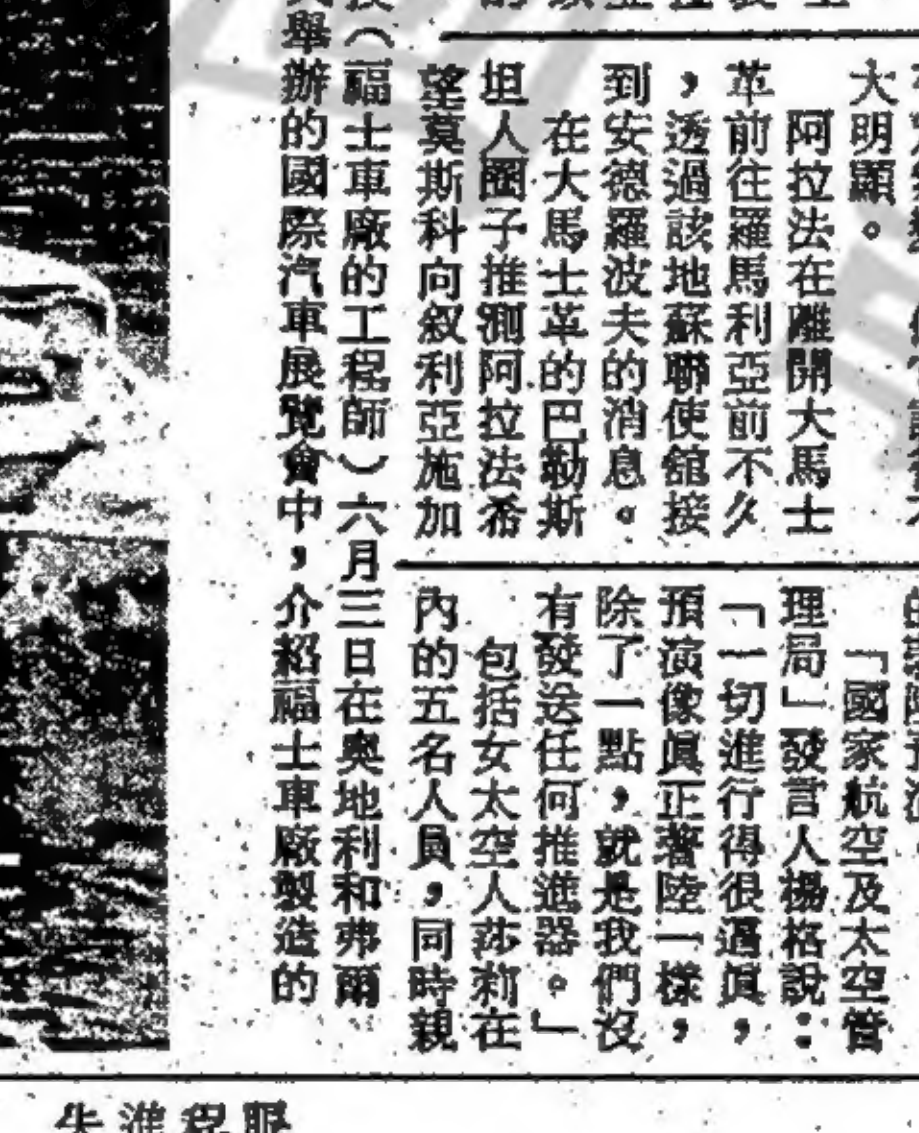 大明顯。
阿拉法在離開大馬士
革前往羅馬利亞前不久
，透過該地蘇聯使館接
到安德羅波夫的消息。
在大馬士革的巴勒斯
坦人圈子推測阿拉法希
望莫斯科向叙利亞施加
「國家航空及太空管
理局」發言人楊格說：
「一切進行得很逼眞，
預演像眞正著陸一樣，
除了一點，就是我們沒
有發送任何推進器。」
包括女太空人莎莉在
內的五名人員，同時親
（福士車廠的工程師）六月三日在奧地利和弗爾
舉辦的國際汽車展覽會中，介紹福士車廠製造的